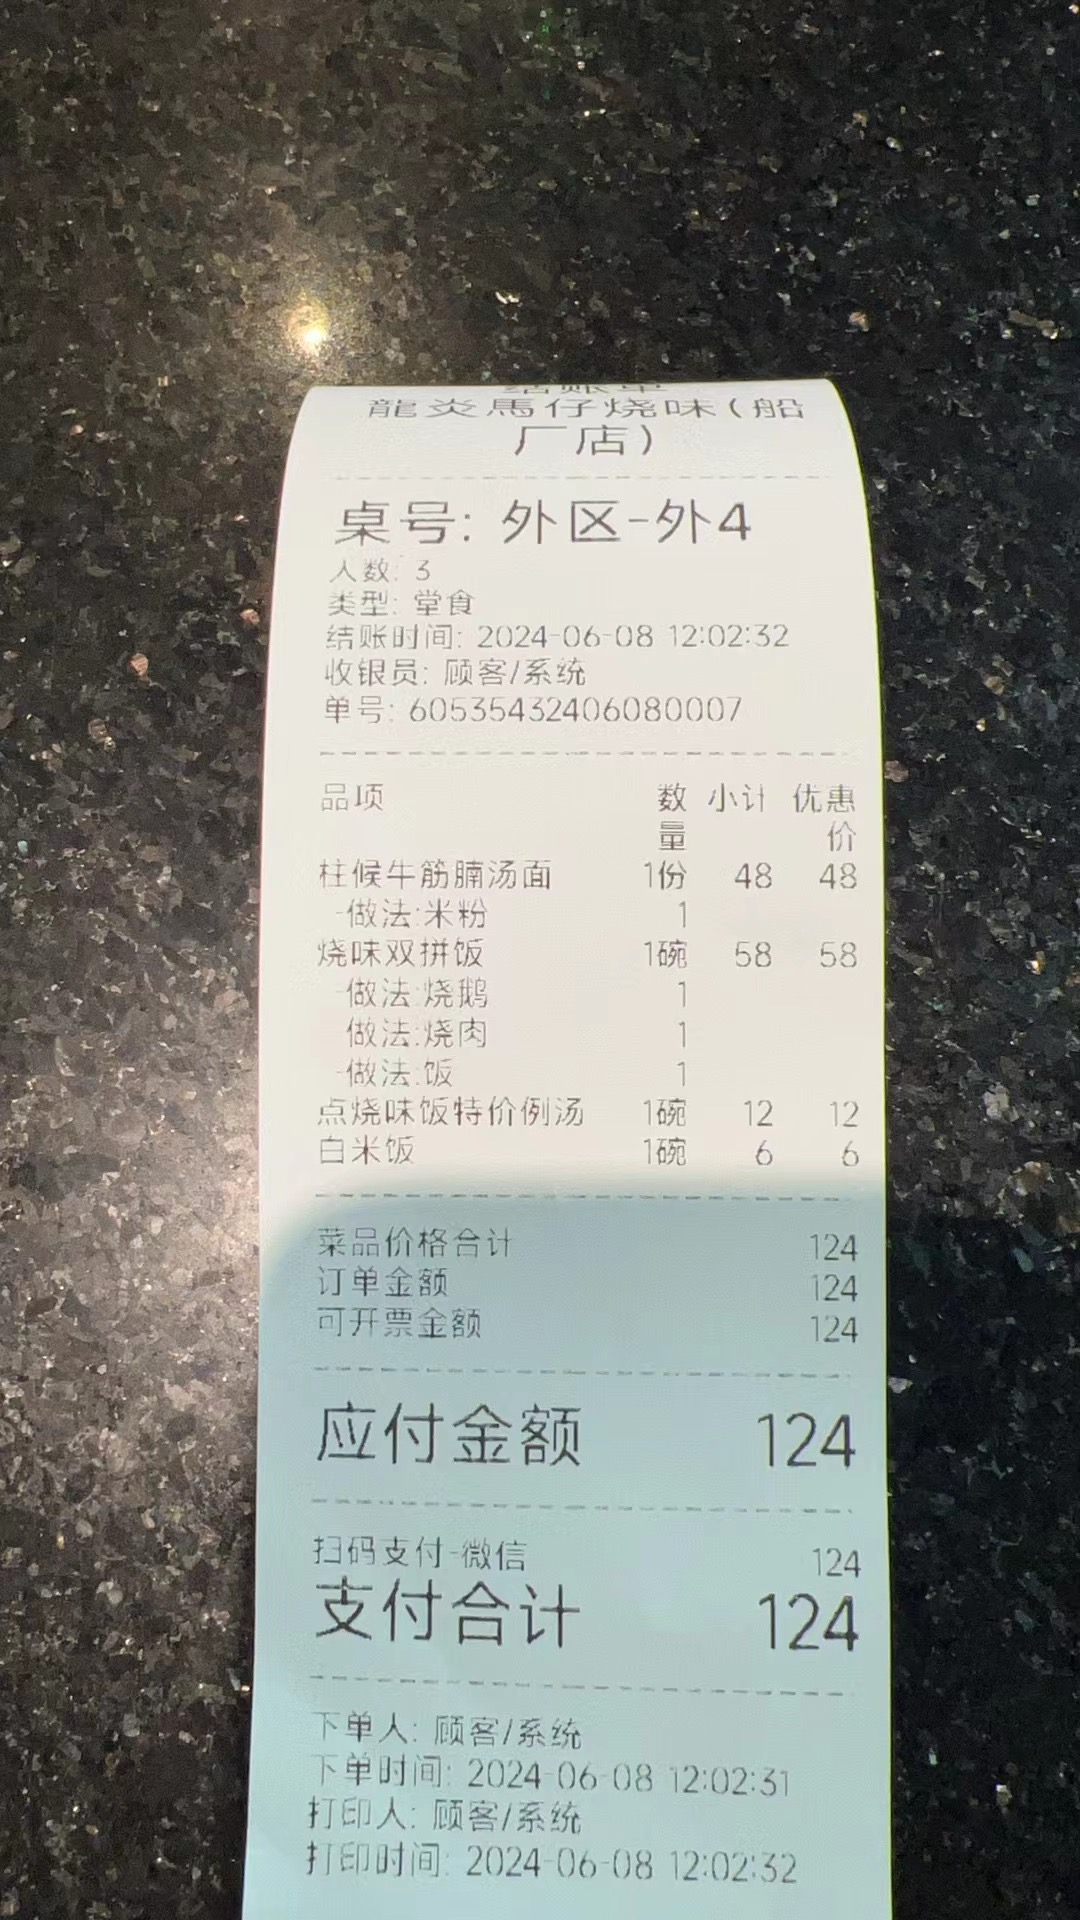 结账单
龍炎馬仔烧味(船
厂店)
桌号: 外区-外4
人数: 3
类型: 堂食
结账时间: 2024-06-08 12:02:32
收银员: 顾客/系统
单号: 60535432406080007
品项 数量 小计 优惠价
柱候牛筋腩汤面 1份 48 48
-做法:米粉 1
烧味双拼饭 1碗 58 58
-做法:烧鹅 1
做法:烧肉 1
-做法:饭 1
点烧味饭特价例汤 1碗 12 12
白米饭 1碗 6 6
菜品价格合计 124
订单金额 124
可开票金额 124
应付金额 124
扫码支付-微信 124
支付合计 124
下单人: 顾客/系统
下单时间: 2024-06-08 12:02:31
打印人: 顾客/系统
打印时间: 2024-06-08 12:02:32